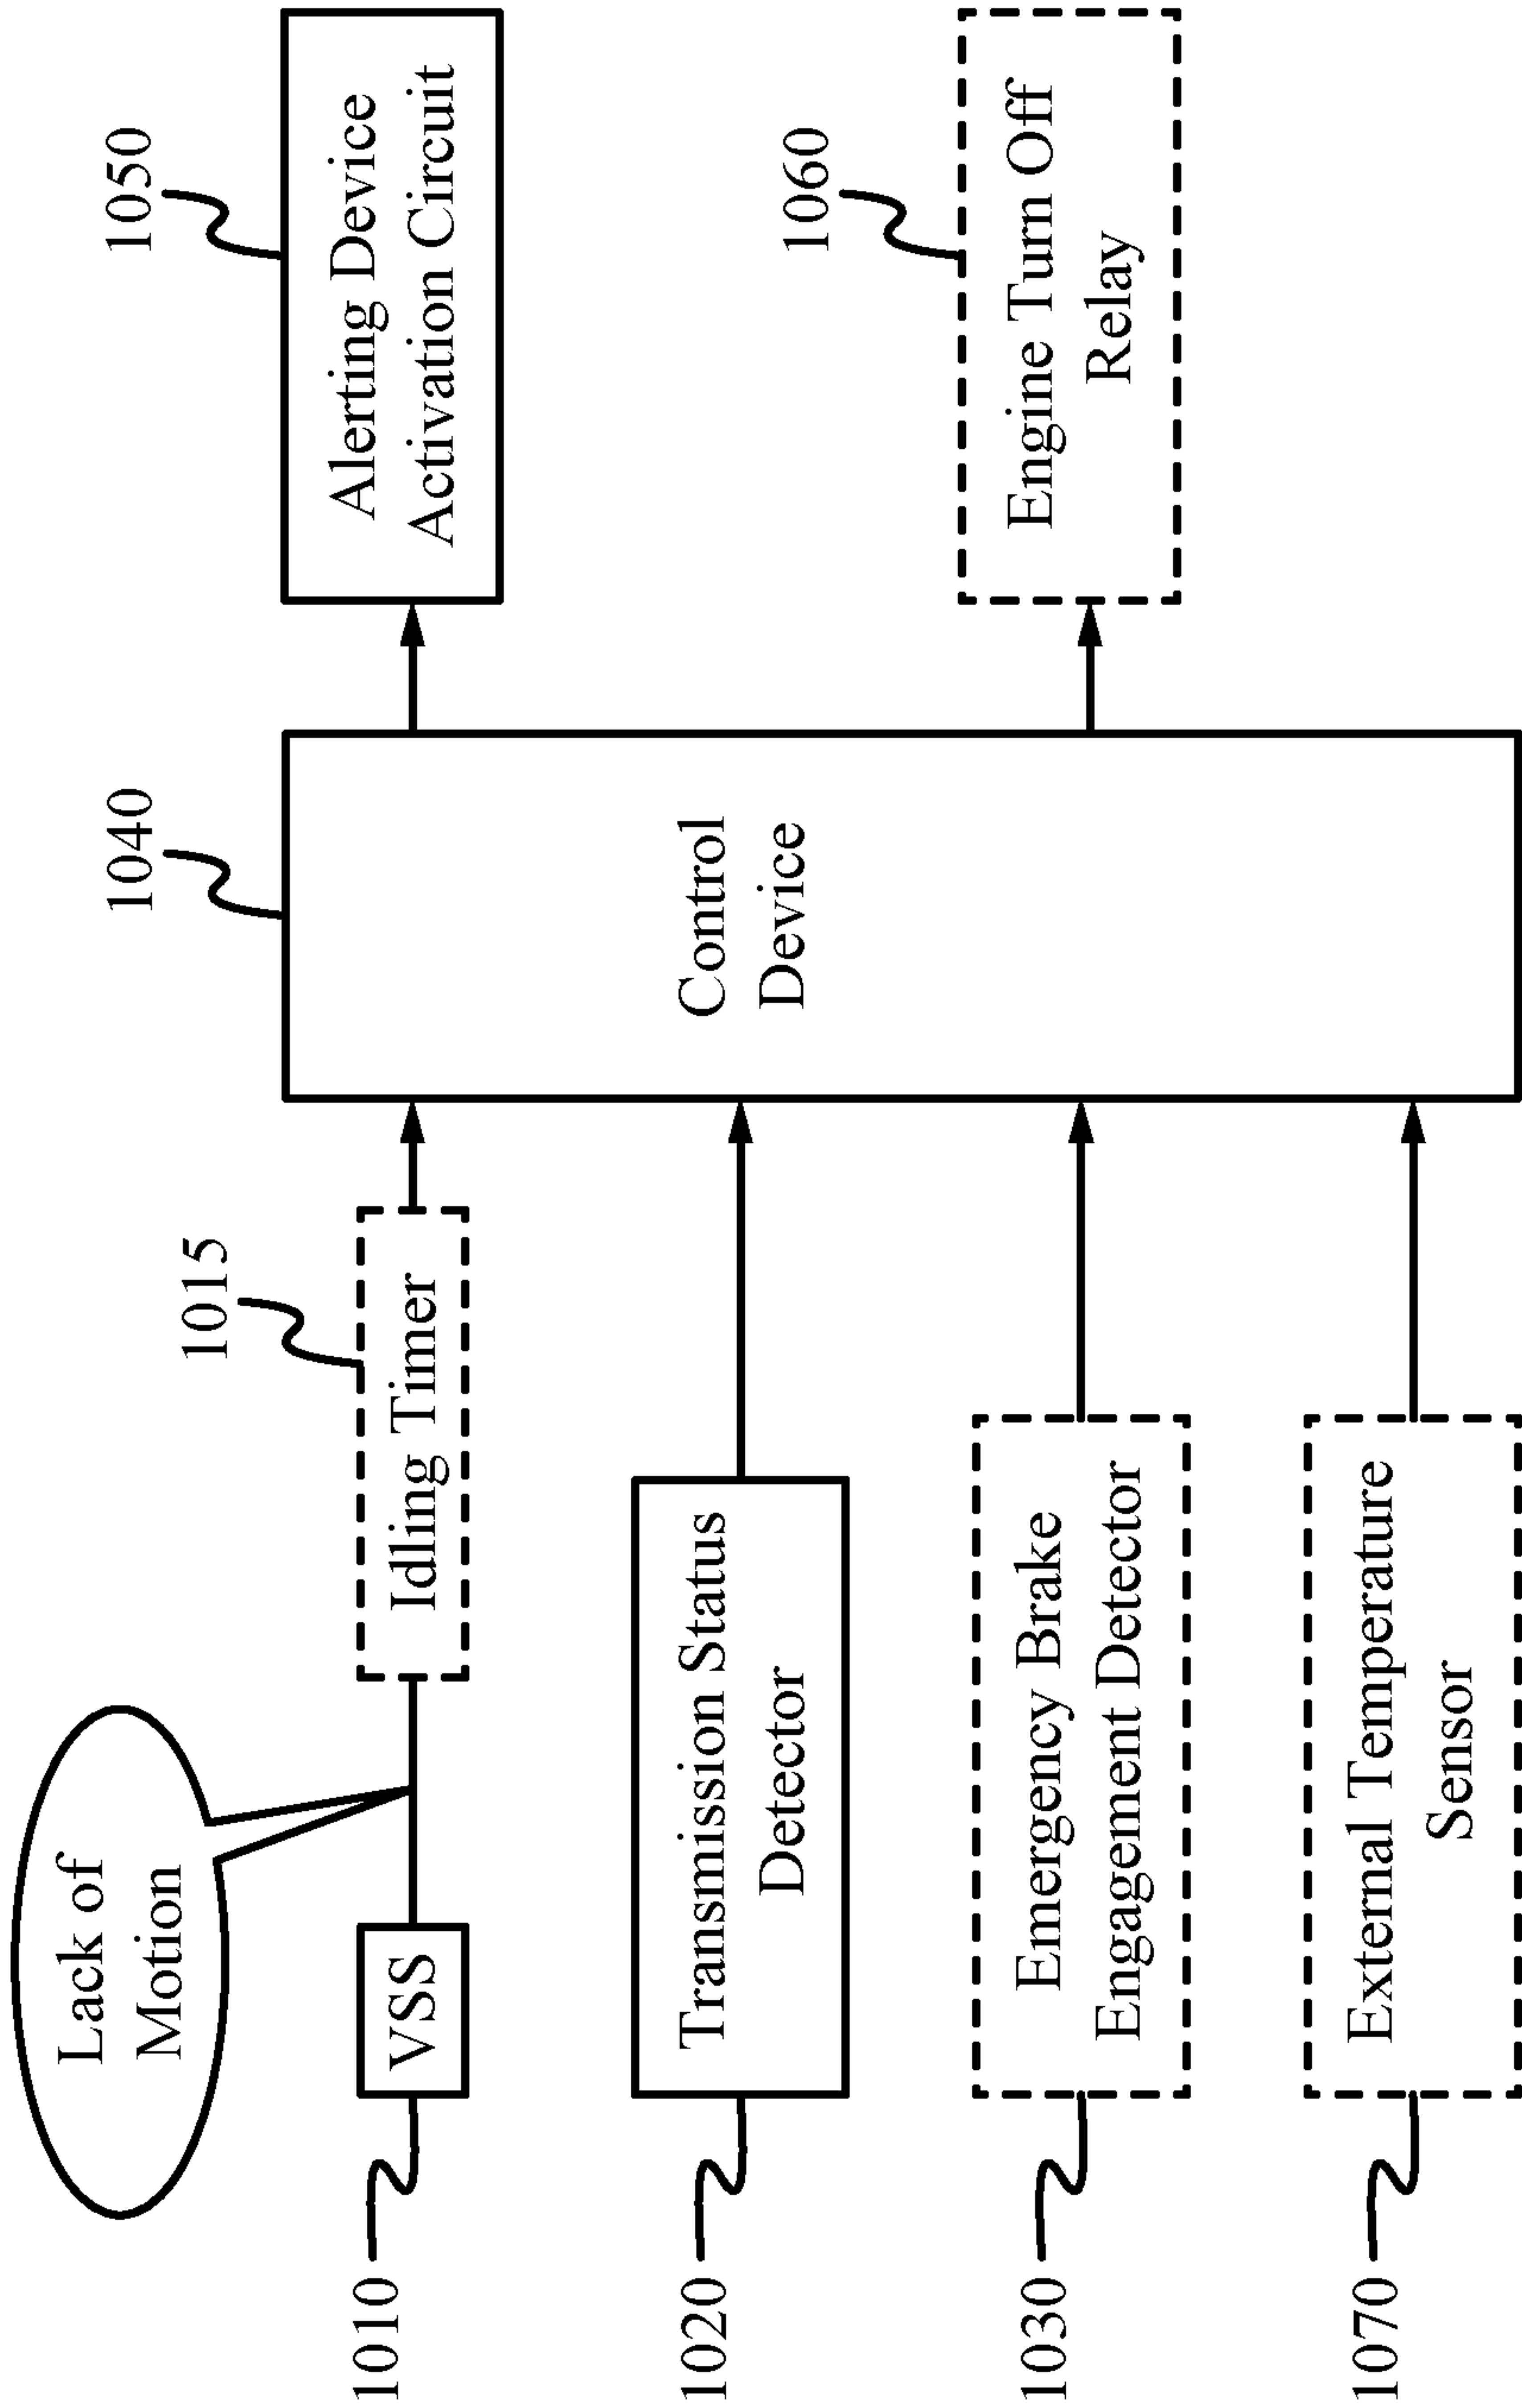 Lack of
Motion
1010
VSS
1015
Idling Timer
1040
Control
Device
1050
Alerting Device
Activation Circuit
1020
Transmission Status
Detector
1030
Emergency Brake
Engagement Detector
1060
Engine Turn Off
Relay
1070
External Temperature
Sensor